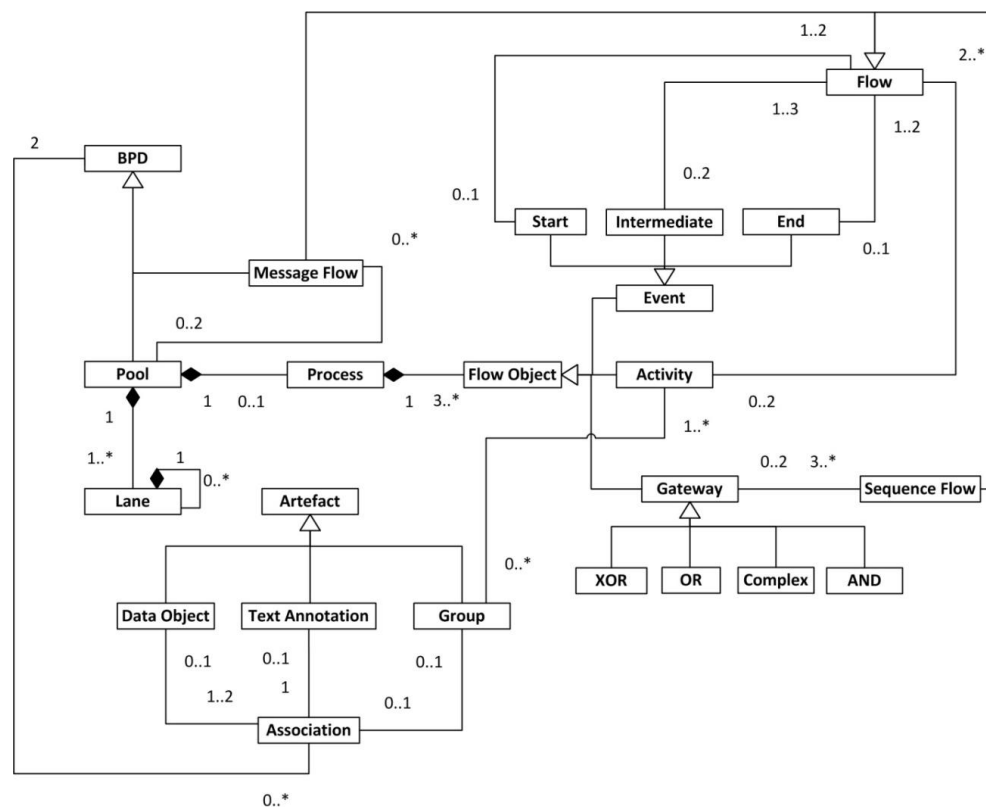 1..2
2..*
Flow
1..3
1..2
2
BPD
0..2
0..1
Start
Intermediate
End
0..*
0..1
Message Flow
Event
0..2
Pool
Process
Flow Object
Activity
1
1
0..1
1
3..*
0..2
1..*
1
1..*
0..*
0..2
3..*
Lane
Artefact
Gateway
Sequence Flow
0..*
XOR
OR
Complex
AND
Data Object
Text Annotation
Group
0..1
0..1
0..1
1..2
1
0..1
Association
0..*